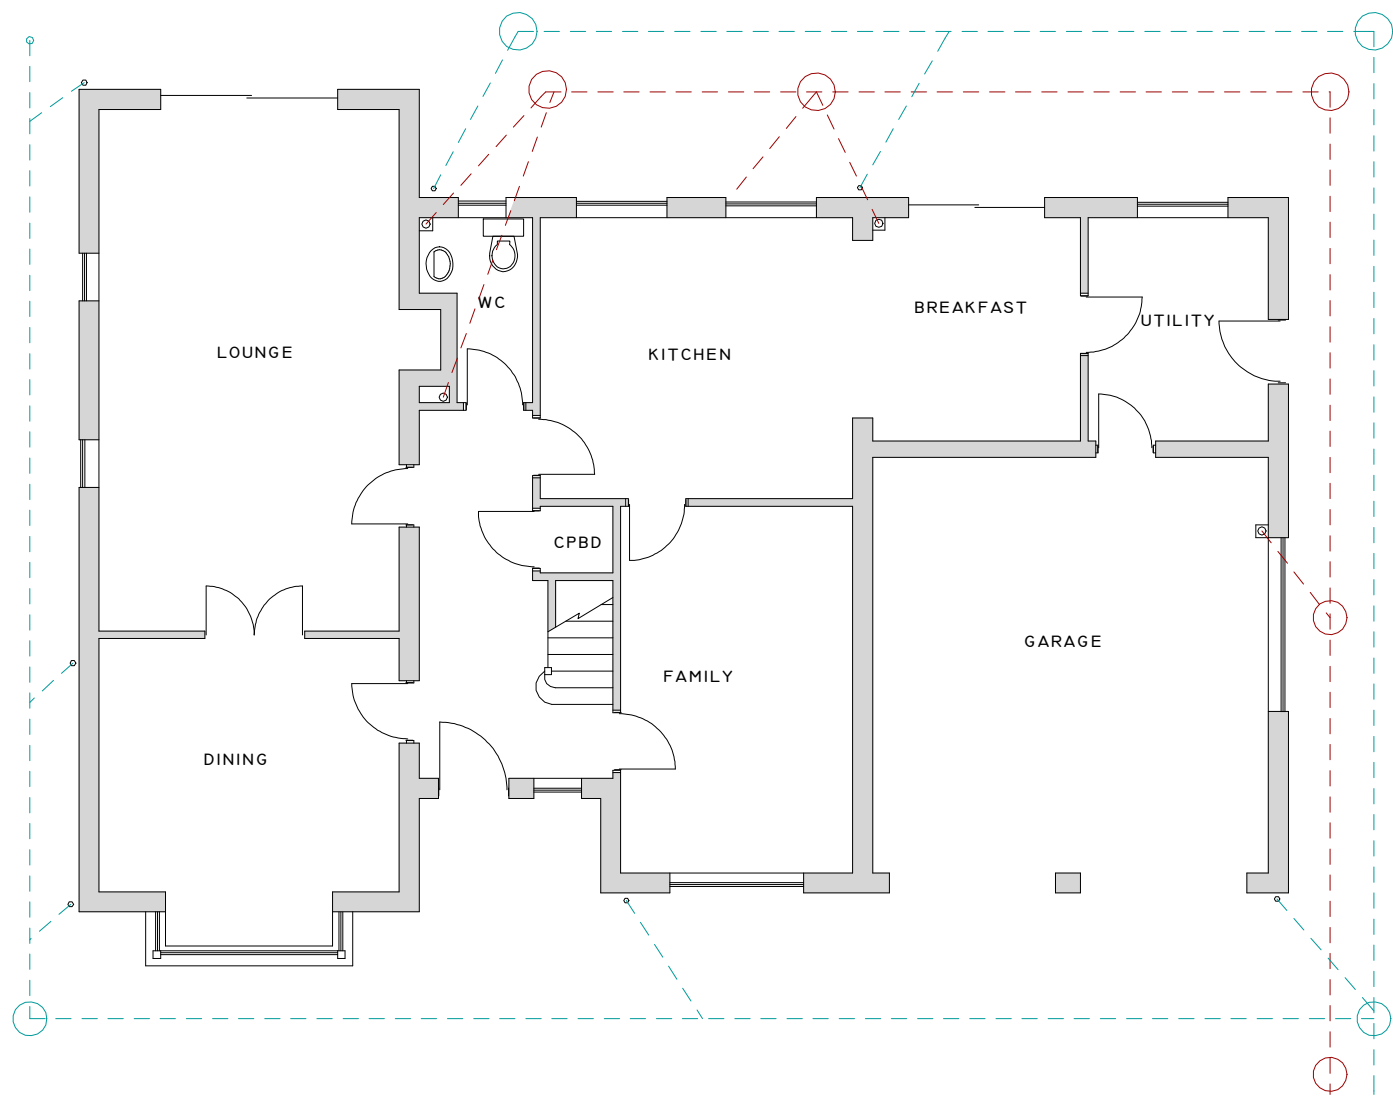 WC
BREAKFAST
UTILITY
LOUNGE
KITCHEN
CPBD
GARAGE
FAMILY
DINING